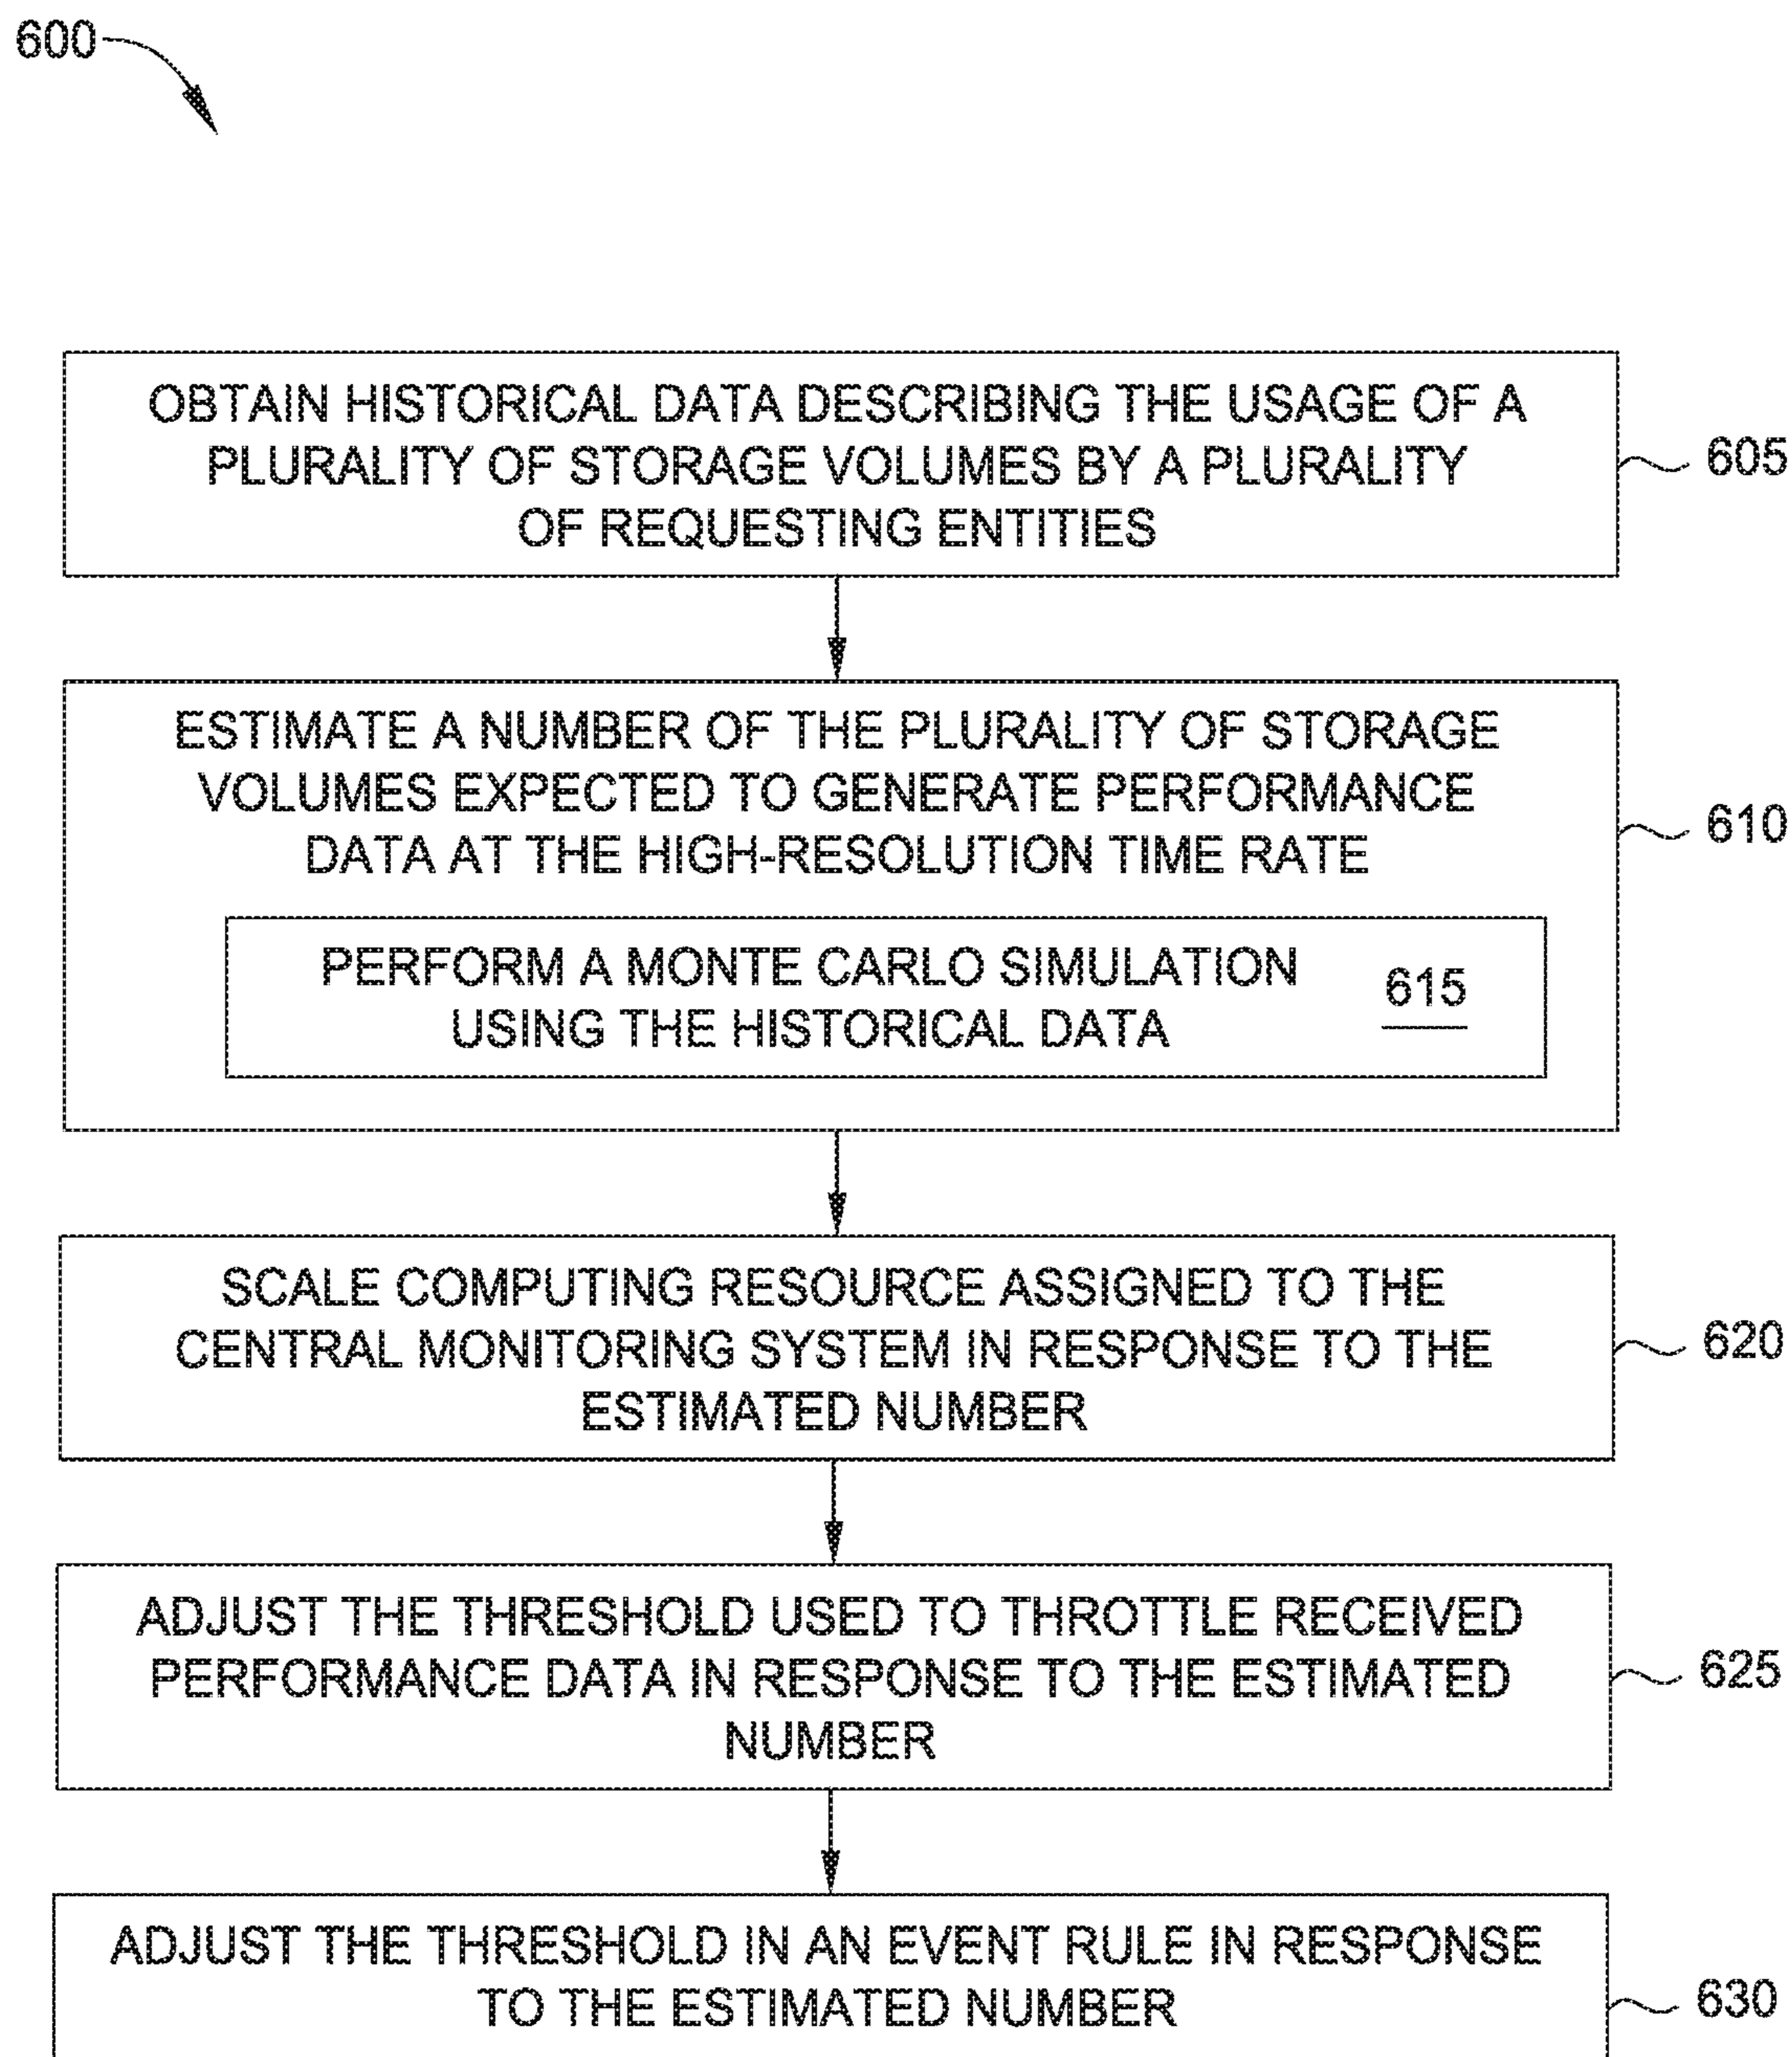 600
OBTAIN HISTORICAL DATA DESCRIBING THE USAGE OF A
PLURALITY OF STORAGE VOLUMES BY A PLURALITY
OF REQUESTING ENTITIES
605
ESTIMATE A NUMBER OF THE PLURALITY OF STORAGE
VOLUMES EXPECTED TO GENERATE PERFORMANCE
DATA AT THE HIGH-RESOLUTION TIME RATE
610
PERFORM A MONTE CARLO SIMULATION
USING THE HISTORICAL DATA
615
SCALE COMPUTING RESOURCE ASSIGNED TO THE
CENTRAL MONITORING SYSTEM IN RESPONSE TO THE
ESTIMATED NUMBER
620
ADJUST THE THRESHOLD USED TO THROTTLE RECEIVED
PERFORMANCE DATA IN RESPONSE TO THE ESTIMATED
NUMBER
625
ADJUST THE THRESHOLD IN AN EVENT RULE IN RESPONSE
TO THE ESTIMATED NUMBER
630